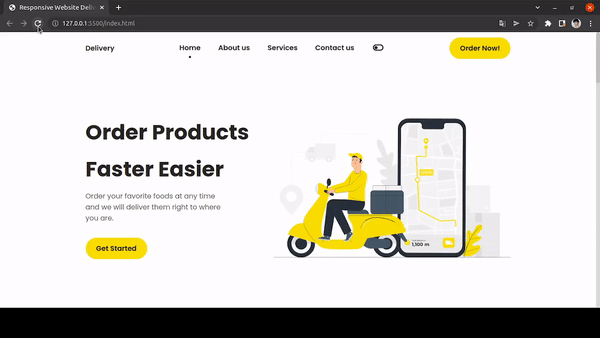 Responsive Website Deliv
127.0.0.1:5500/index.html
Delivery
Home
About us
Services
Contact us
Order Now!
Order Products
Faster Easier
Order your favorite foods at any time
and we will deliver them right to where
you are.
Get Started
1,100 m